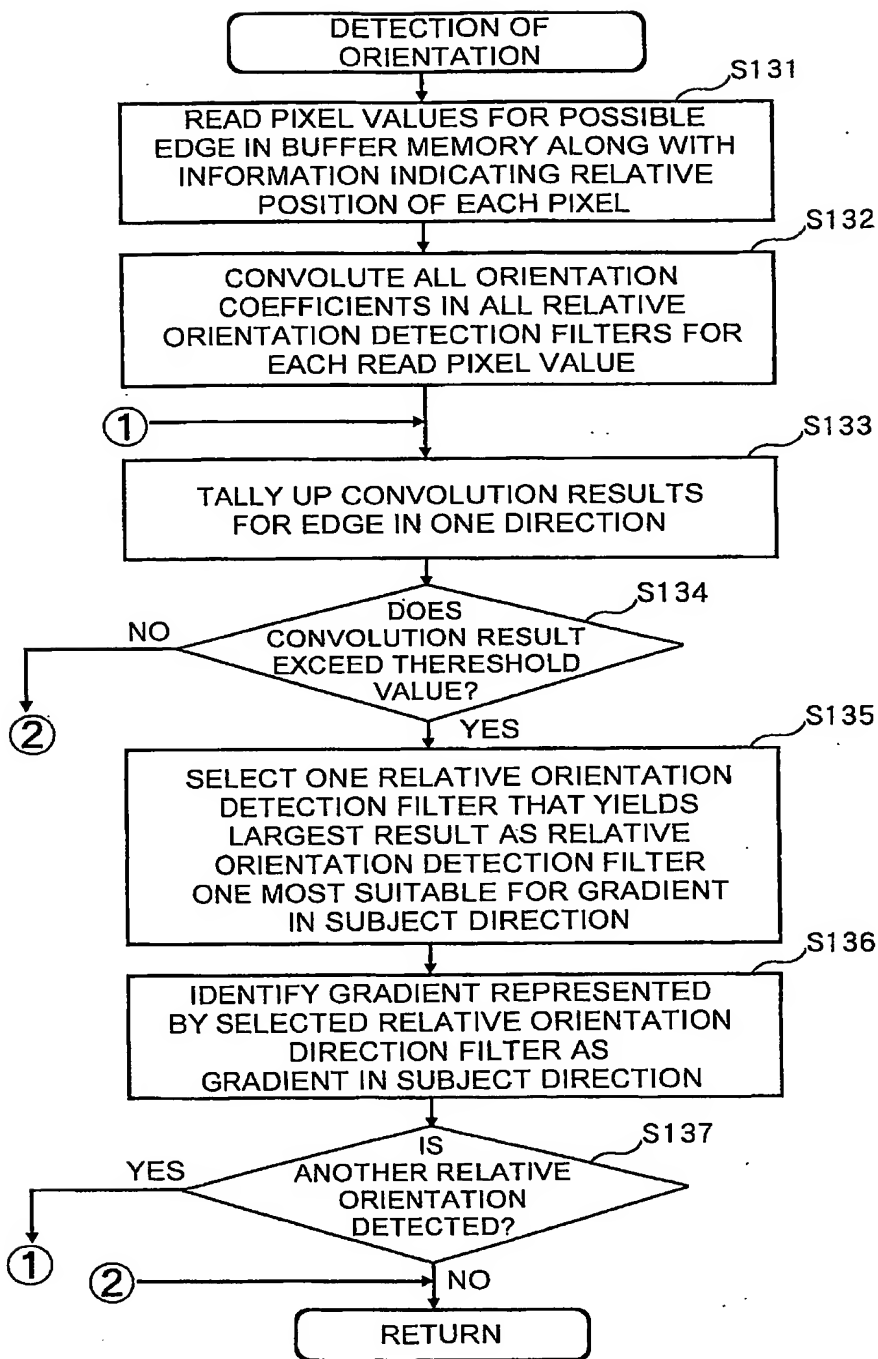 DETECTION OF
ORIENTATION
S131
READ PIXEL VALUES FOR POSSIBLE
EDGE IN BUFFER MEMORY ALONG WITH
INFORMATION INDICATING RELATIVE
POSITION OF EACH PIXEL
S132
CONVOLUTE ALL ORIENTATION
COEFFICIENTS IN ALL RELATIVE
ORIENTATION DETECTION FILTERS FOR
EACH READ PIXEL VALUE
①
S133
TALLY UP CONVOLUTION RESULTS
FOR EDGE IN ONE DIRECTION
S134
DOES
CONVOLUTION RESULT
EXCEED THERESHOLD
VALUE?
NO
②
YES
S135
SELECT ONE RELATIVE ORIENTATION
DETECTION FILTER THAT YIELDS
LARGEST RESULT AS RELATIVE
ORIENTATION DETECTION FILTER
ONE MOST SUITABLE FOR GRADIENT
IN SUBJECT DIRECTION
S136
IDENTIFY GRADIENT REPRESENTED
BY SELECTED RELATIVE ORIENTATION
DIRECTION FILTER AS
GRADIENT IN SUBJECT DIRECTION
S137
IS
ANOTHER RELATIVE
ORIENTATION
DETECTED?
YES
①
②
NO
RETURN